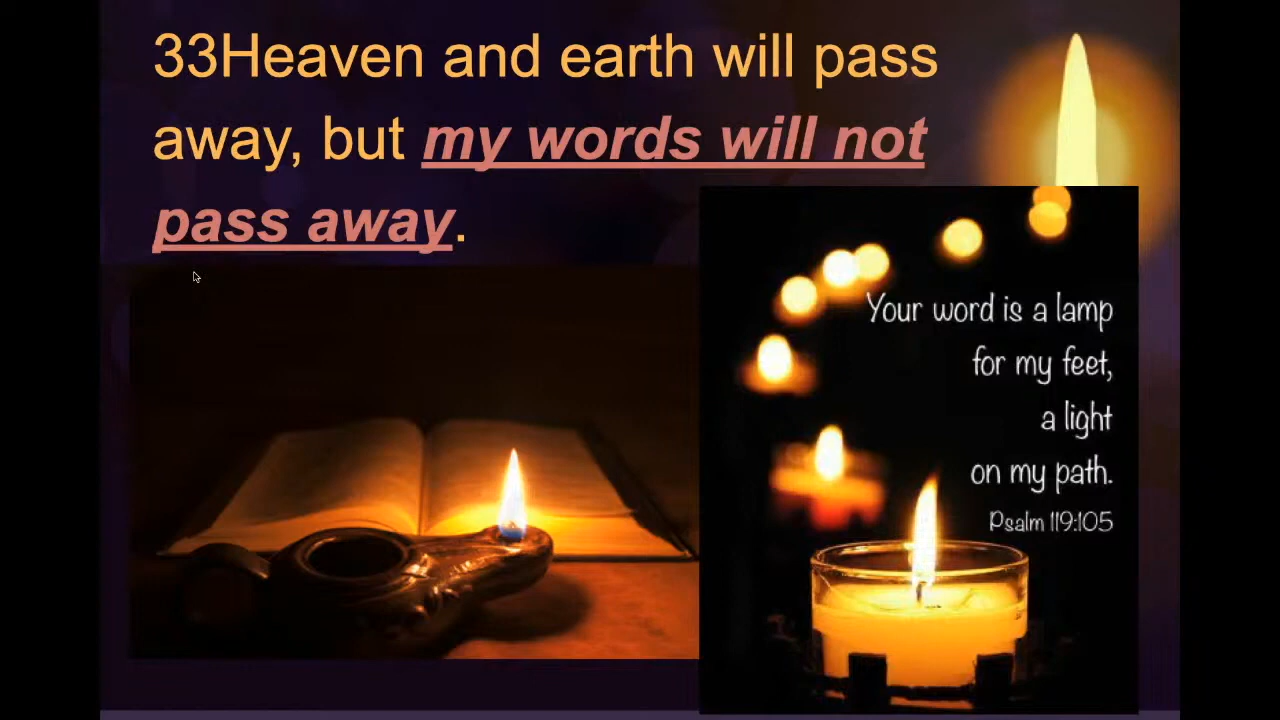 33Heaven and earth will pass
away, but my words will not
pass away.
Your word is a lamp
for my feet,
a light
on my path.
Psalm 119:105